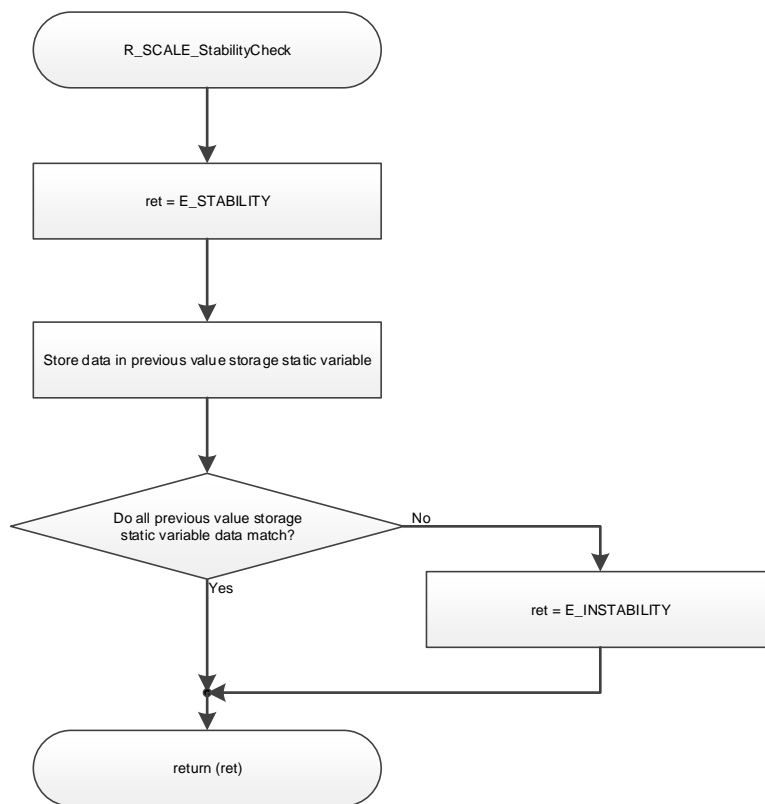 R_SCALE_StabilityCheck
ret = E_STABILITY
Store data in previous value storage static variable
Do all previous value storage
static variable data match?
No
Yes
ret = E_INSTABILITY
return (ret)